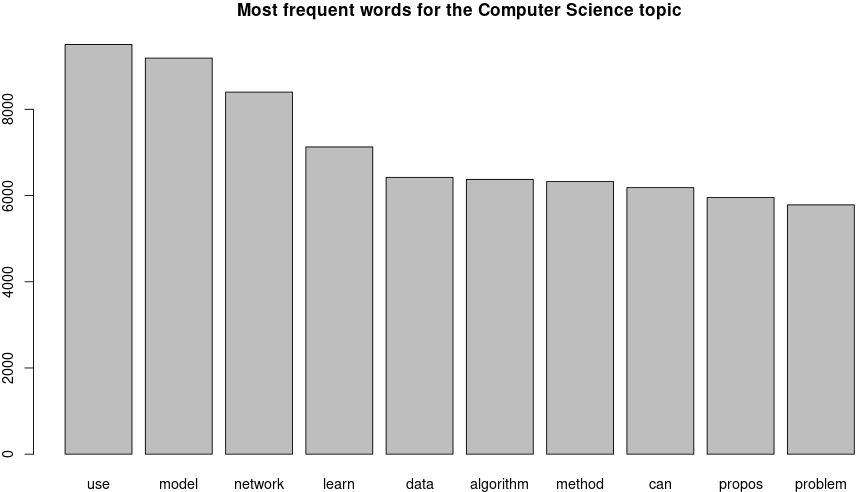 Most frequent words for the Computer Science topic
8000
6000
4000
2000
0
use model network learn data algorithm method can propos problem